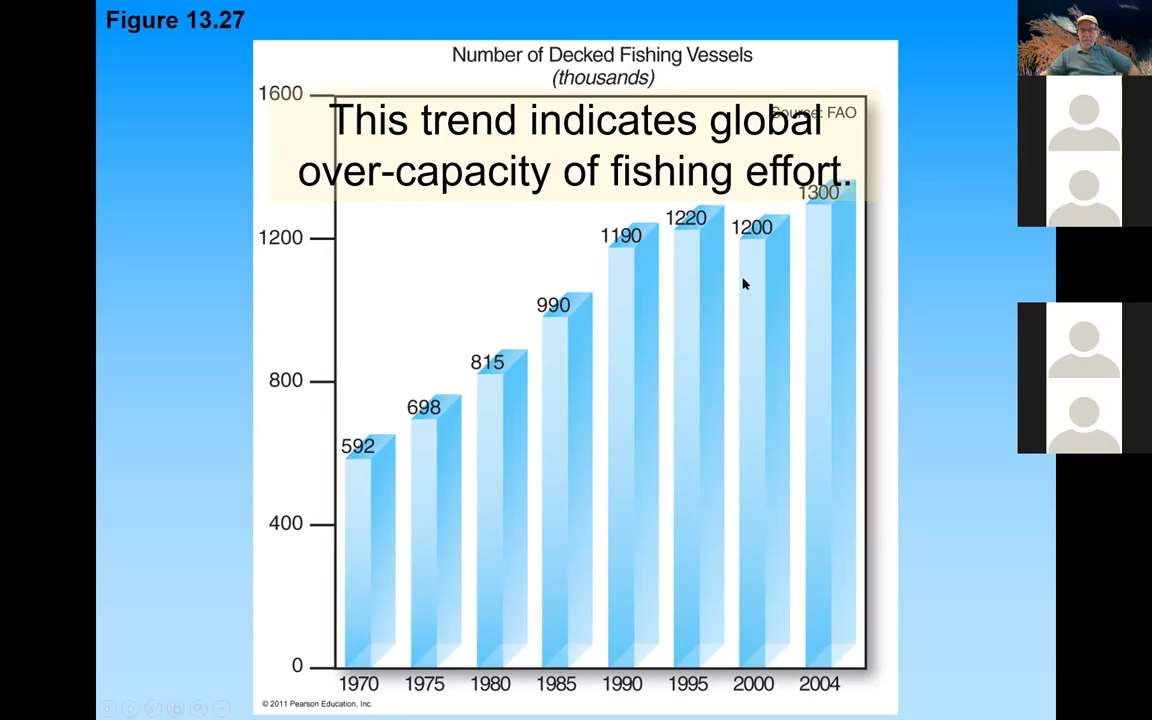 Figure 13.27
Number of Decked Fishing Vessels
(thousands)
1600
This trend indicates global
Source: FAO
over-capacity of fishing effort.
1300
1200
1190
1220
1200
990
815
800
698
592
400
0
1970 1975 1980 1985 1990 1995 2000 2004
© 2011 Pearson Education, Inc.